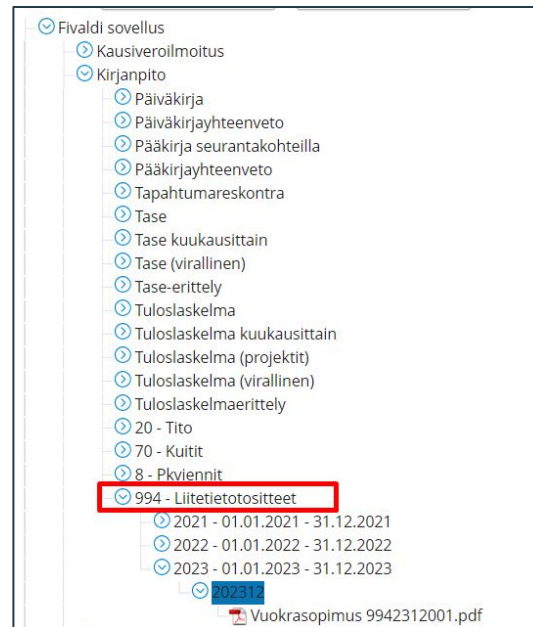 Fivaldi sovellus
Kausiveroilmoitus
Kirjanpito
Päiväkirja
Päiväkirjayhteenveto
Pääkirja seurantakohteilla
Pääkirjayhteenveto
Tapahtumareskontra
Tase
Tase kuukausittain
Tase (virallinen)
Tase-erittely
Tuloslaskelma
Tuloslaskelma kuukausittain
Tuloslaskelma (projektit)
Tuloslaskelma (virallinen)
Tuloslaskelmaerittely
20 - Tito
70 - Kuitit
8 - Pkviennit
994 - Liitetietotositteet
2021 - 01.01.2021 - 31.12.2021
2022 - 01.01.2022 - 31.12.2022
2023 - 01.01.2023 - 31.12.2023
202312
Vuokrasopimus 9942312001.pdf